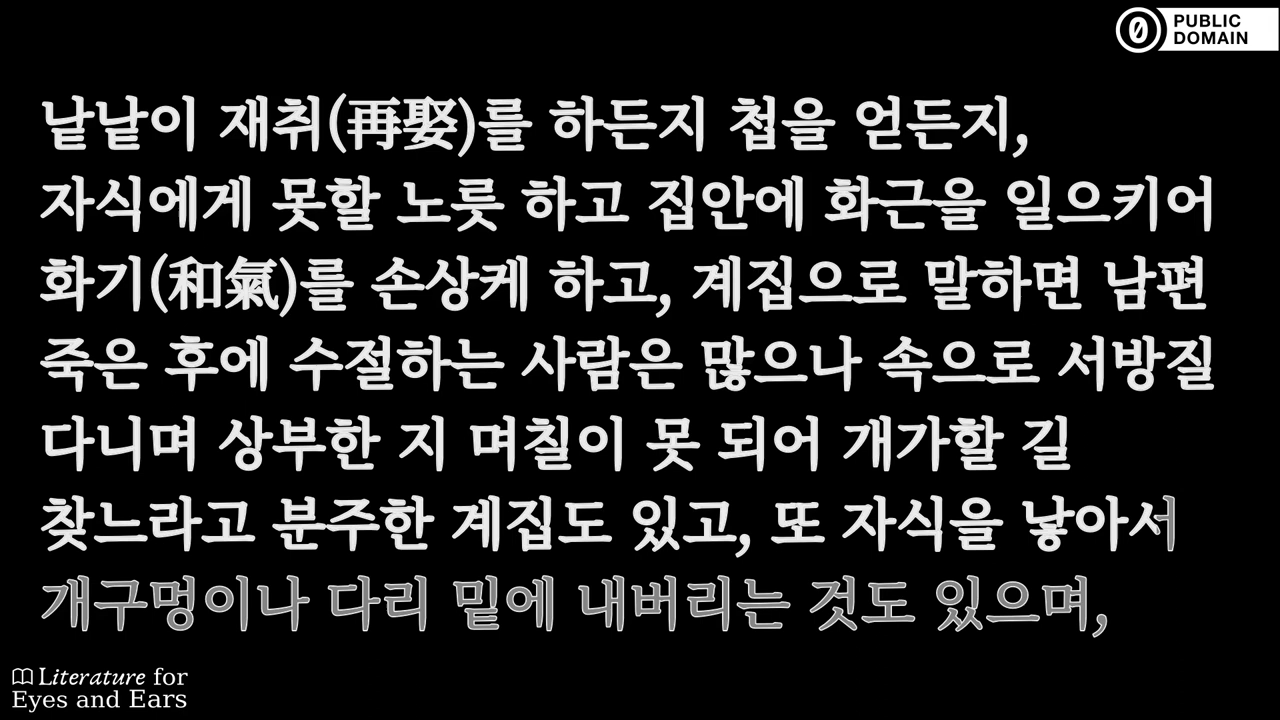 PUBLIC
DOMAIN
낱낱이 재취(再娶)를 하든지 첩을 얻든지,
자식에게 못할 노릇 하고 집안에 화근을 일으키어
화기(和氣)를 손상케 하고, 계집으로 말하면 남편
죽은 후에 수절하는 사람은 많으나 속으로 서방질
다니며 상부한 지 며칠이 못 되어 개가할 길
찾느라고 분주한 계집도 있고, 또 자식을 낳아서
개구멍이나 다리 밑에 내버리는 것도 있으며,
Literature for
Eyes and Ears